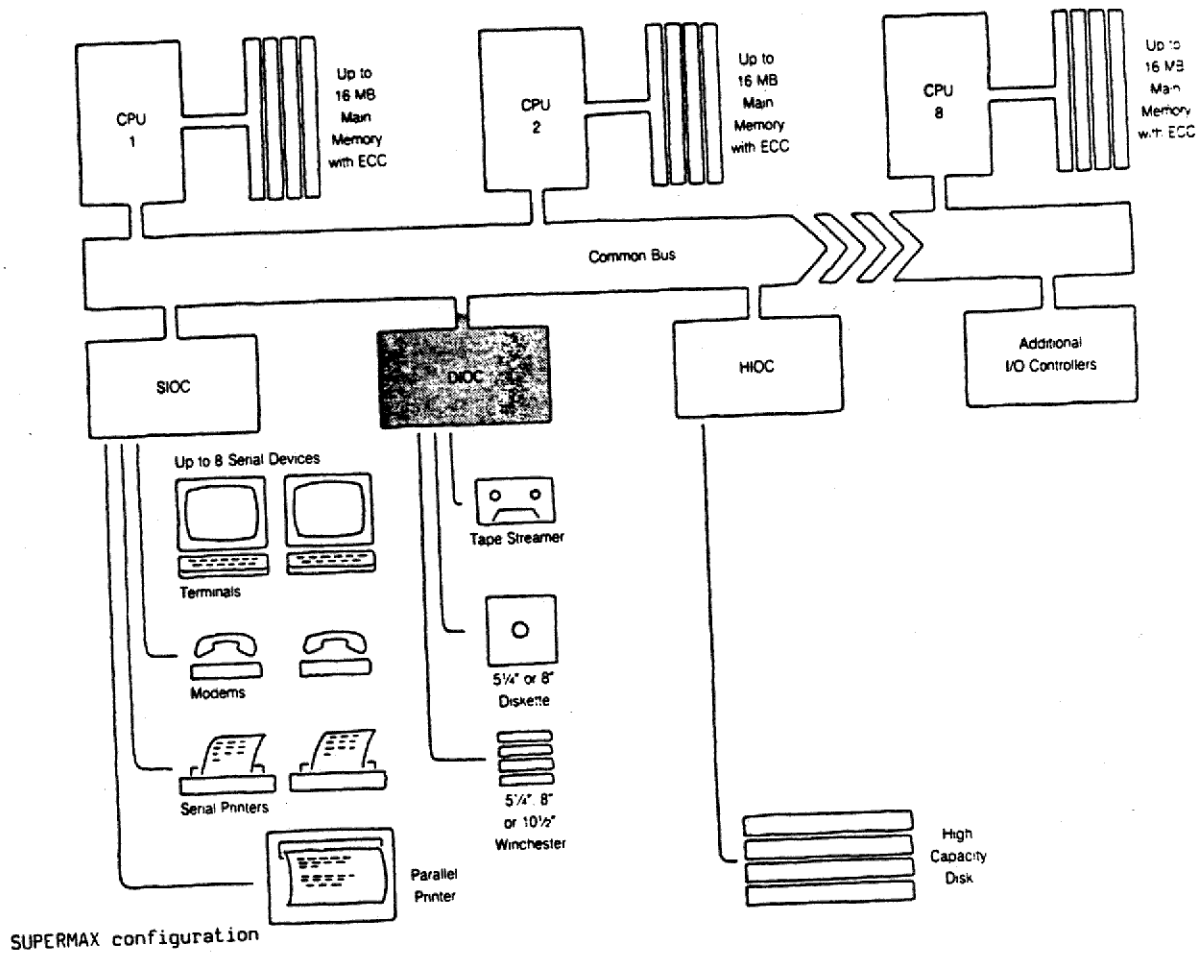 CPU
1
Up to
16 MB
Main
Memory
with ECC
CPU
2
Up to
16 MB
Main
Memory
with ECC
CPU
8
Up to
16 MB
Main
Memory
with ECC
Common Bus
SIOC
DIOC
HIOC
Additional
I/O Controllers
Up to 8 Serial Devices
Terminals
Modems
Serial Printers
Parallel
Printer
Tape Streamer
5¼" or 8"
Diskette
5¼", 8"
or 10½"
Winchester
High
Capacity
Disk
SUPERMAX configuration